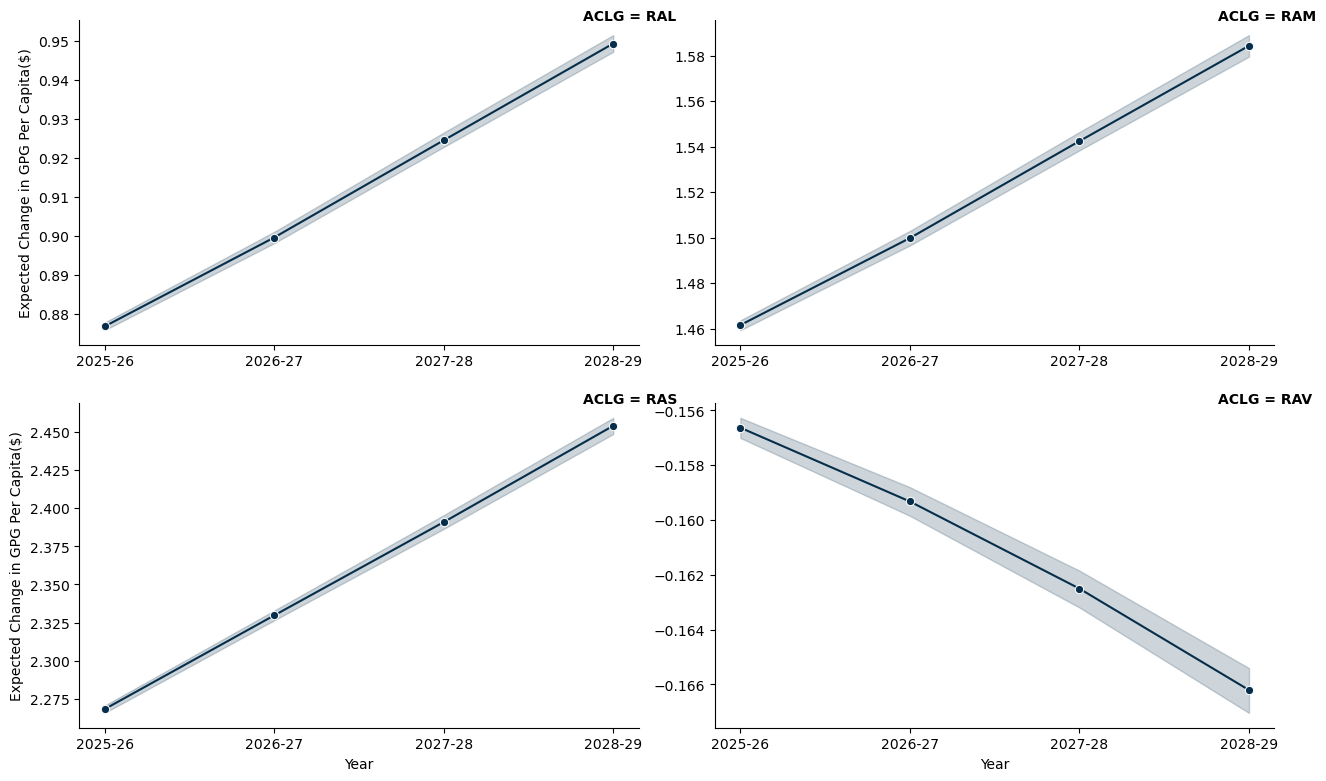 ACLG = RAL
Expected Change in GPG Per Capita($)
0.95
0.94
0.93
0.92
0.91
0.90
0.89
0.88
2025-26 2026-27 2027-28 2028-29
ACLG = RAM
1.58
1.56
1.54
1.52
1.50
1.48
1.46
2025-26 2026-27 2027-28 2028-29
ACLG = RAS
Expected Change in GPG Per Capita($)
2.450
2.425
2.400
2.375
2.350
2.325
2.300
2.275
2025-26 2026-27 2027-28 2028-29
Year
ACLG = RAV
−0.156
−0.158
−0.160
−0.162
−0.164
−0.166
2025-26 2026-27 2027-28 2028-29
Year